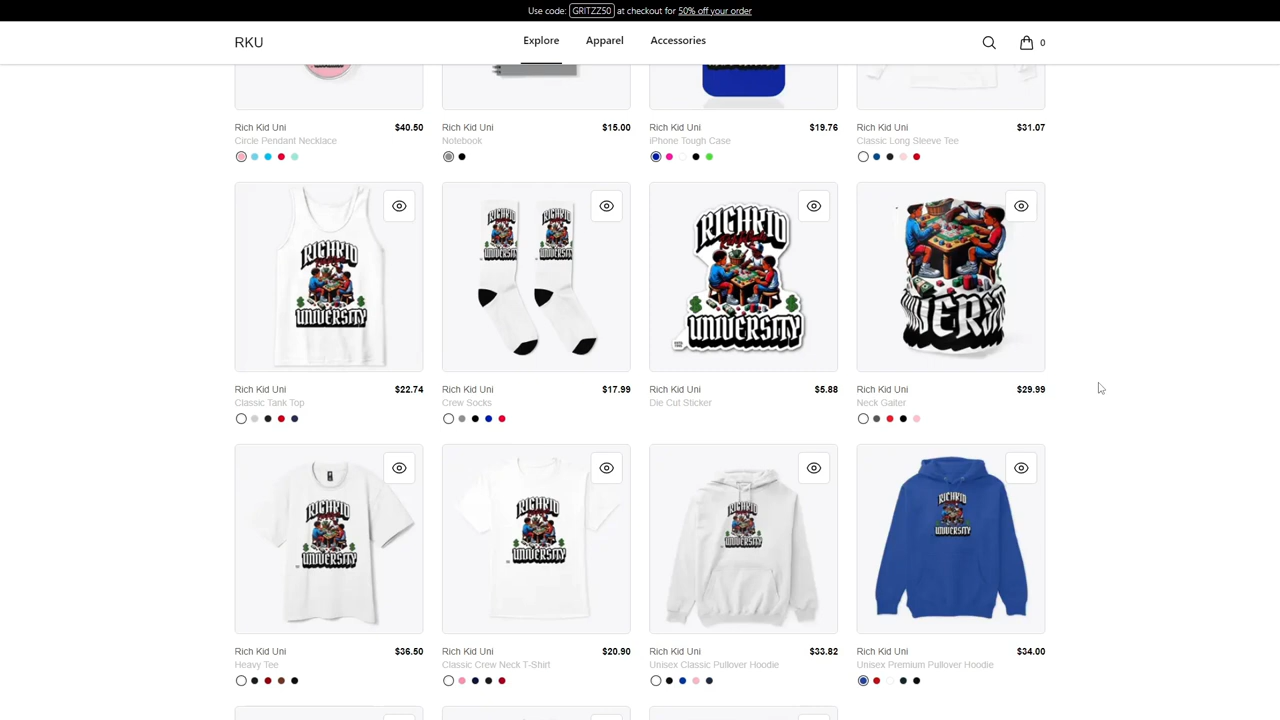 Use code: GRITZZ50 at checkout for 50% off your order
RKU Explore Apparel Accessories 0
Rich Kid Uni $40.50 Rich Kid Uni $15.00 Rich Kid Uni $19.76 Rich Kid Uni $31.07
Circle Pendant Necklace Notebook iPhone Tough Case Classic Long Sleeve Tee
RICHKID
UNIVERSITY
RICHKID RICHKID
UNIVERSITY UNIVERSITY
RICHKID
UNIVERSITY
Rich Kid Uni $22.74 Rich Kid Uni $17.99 Rich Kid Uni $5.88 Rich Kid Uni $29.99
Classic Tank Top Crew Socks Die Cut Sticker Neck Gaiter
RICHKID
UNIVERSITY
RICHKID
UNIVERSITY
RICHKID
UNIVERSITY
RICHKID
UNIVERSITY
Rich Kid Uni $36.50 Rich Kid Uni $20.90 Rich Kid Uni $33.82 Rich Kid Uni $34.00
Heavy Tee Classic Crew Neck T-Shirt Unisex Classic Pullover Hoodie Unisex Premium Pullover Hoodie